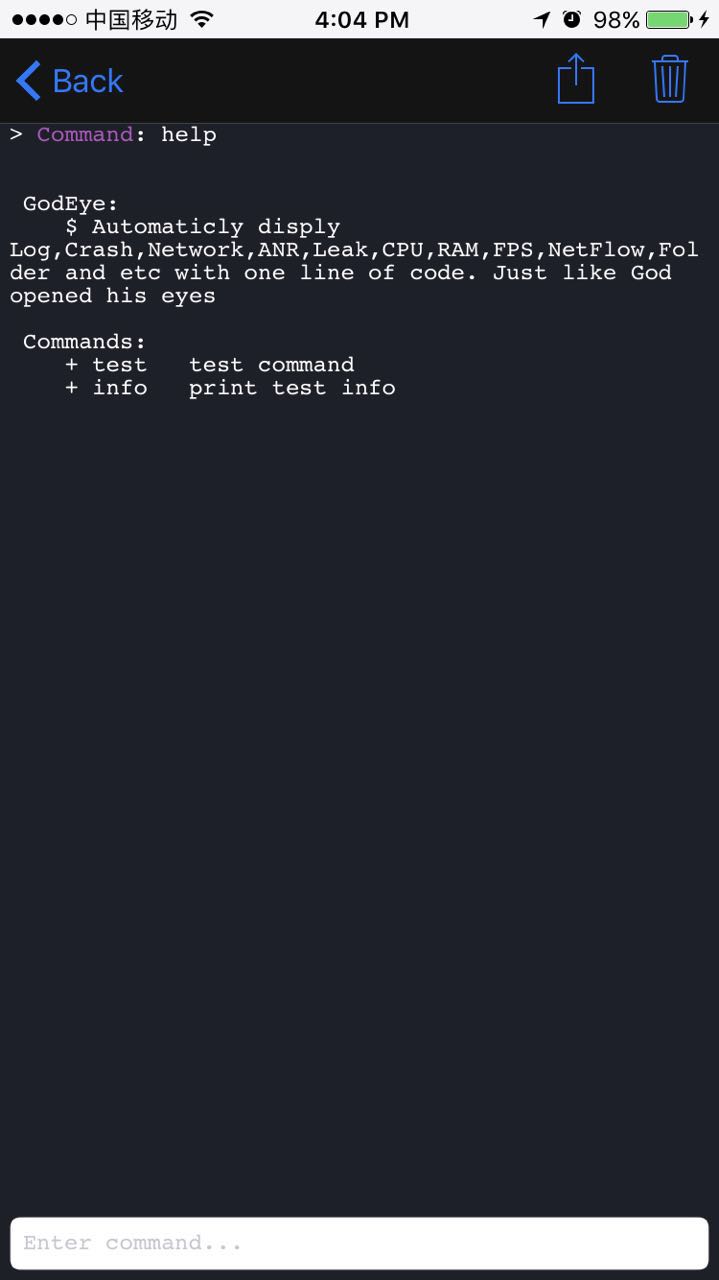 中国移动 4:04 PM 98%
Back
> Command: help
GodEye:
$ Automaticly disply
Log,Crash,Network,ANR,Leak,CPU,RAM,FPS,NetFlow,Fol
der and etc with one line of code. Just like God
opened his eyes
Commands:
+ test   test command
+ info   print test info
Enter command...